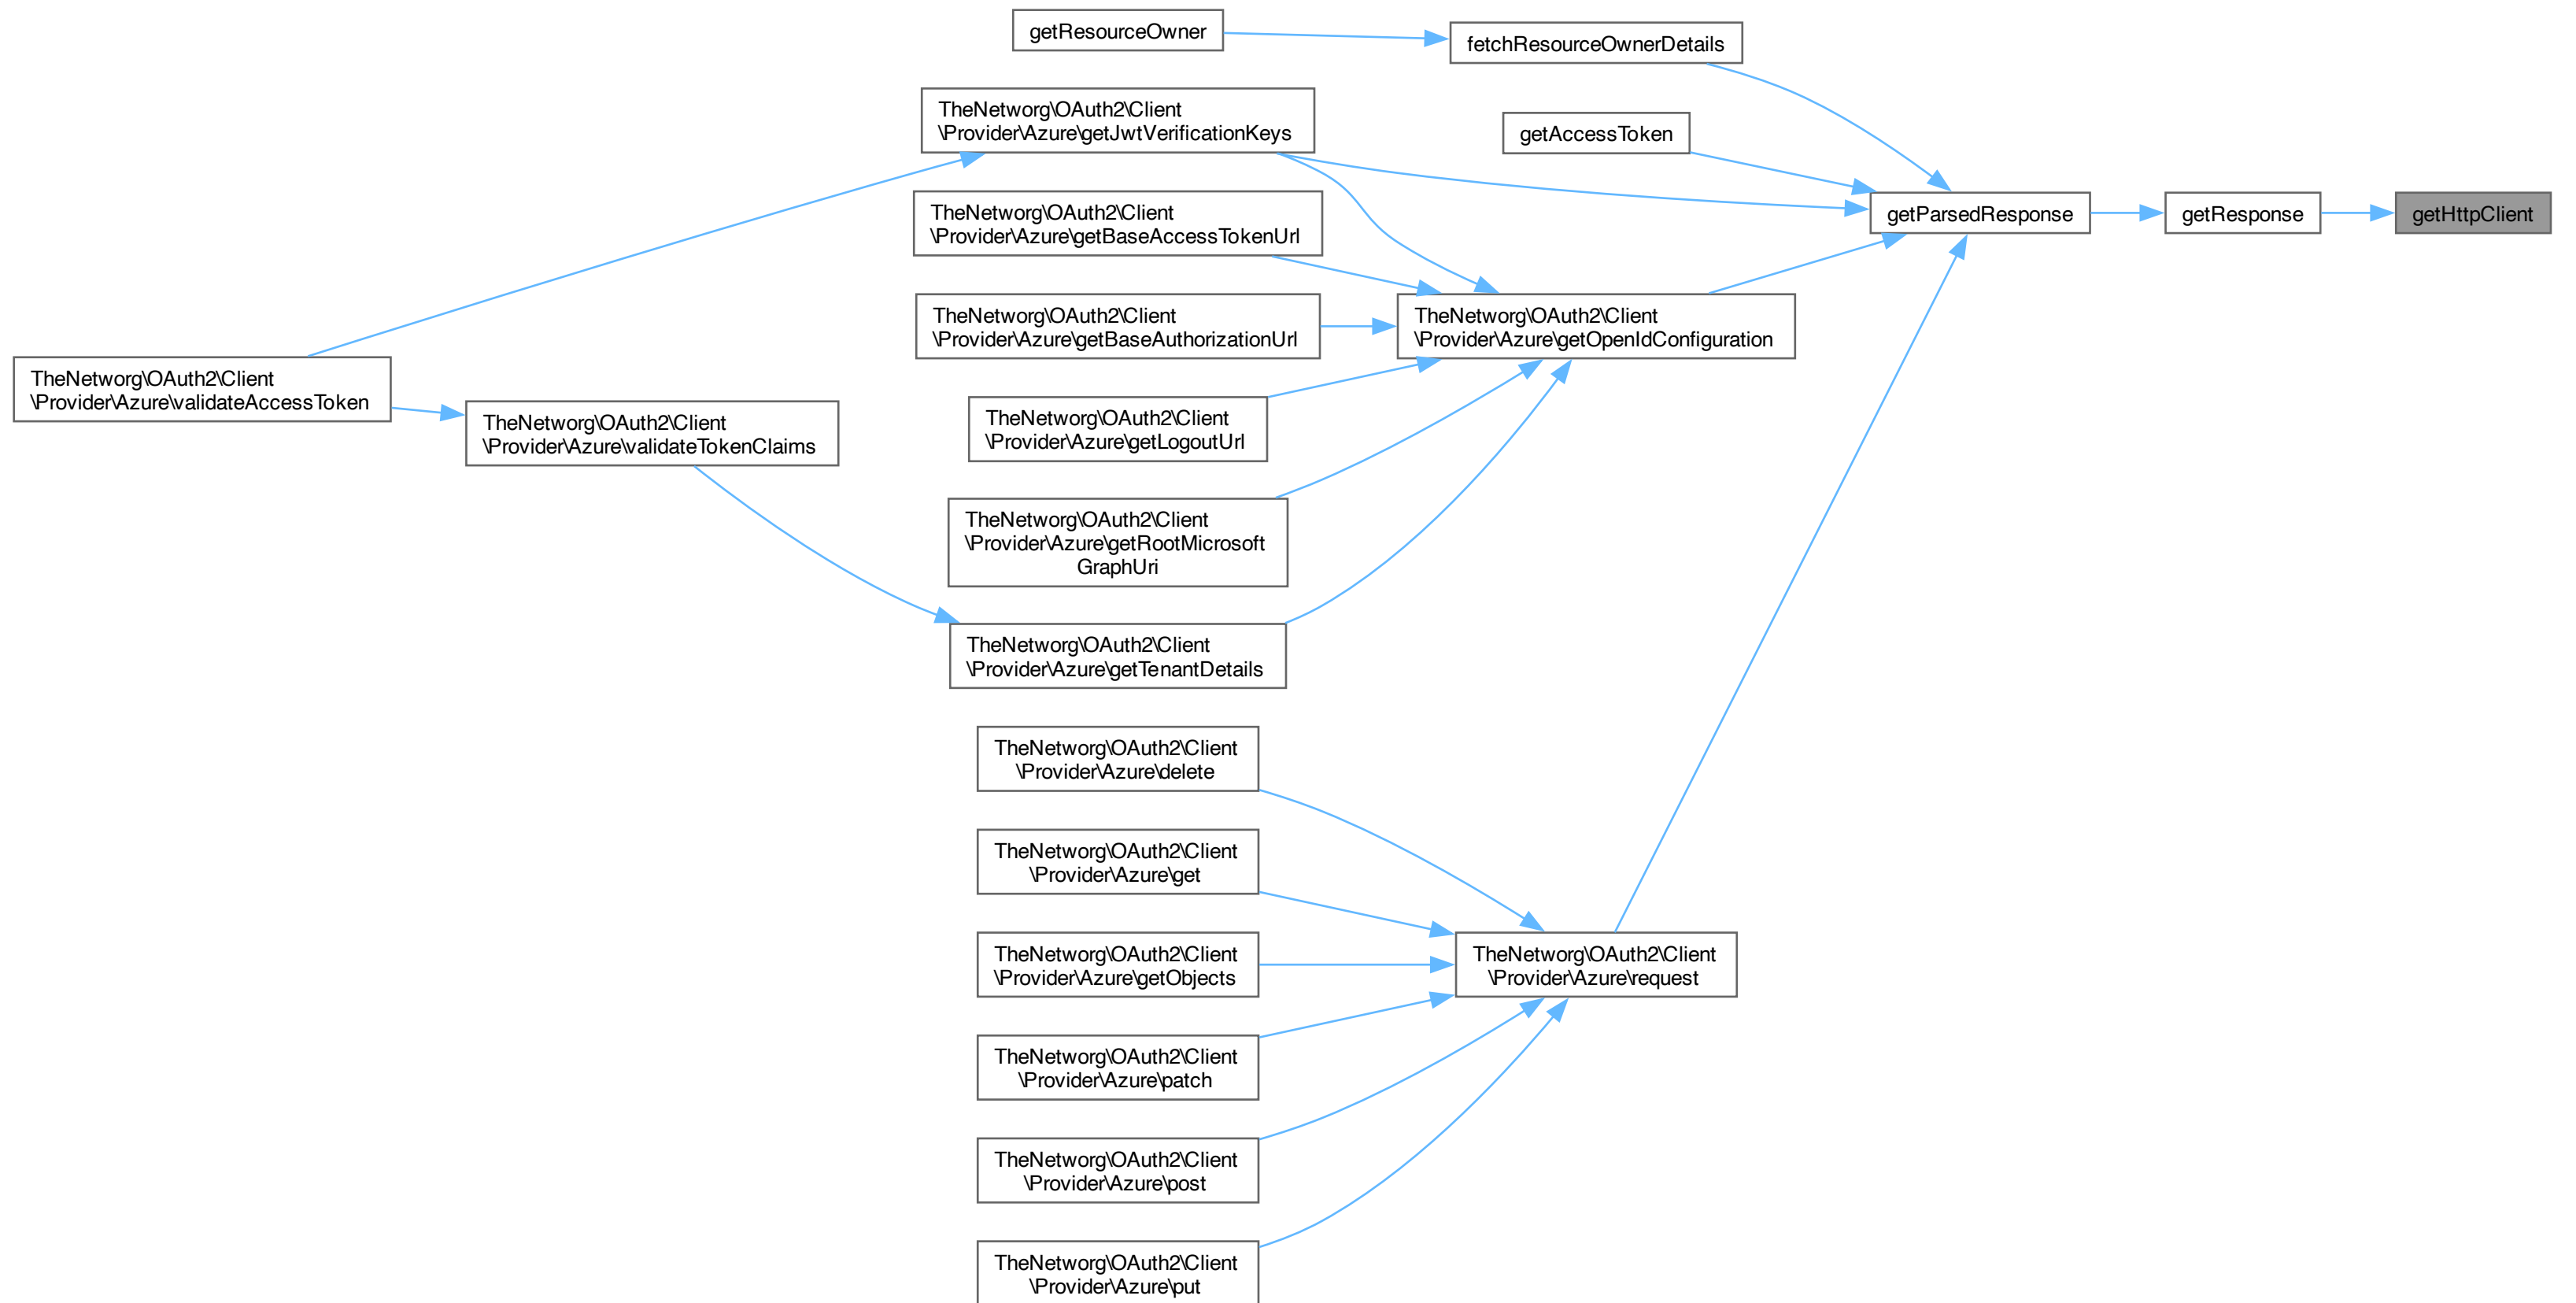 getResourceOwner
fetchResourceOwnerDetails
TheNetworg\OAuth2\Client
\Provider\Azure\getJwtVerificationKeys
getAccessToken
TheNetworg\OAuth2\Client
\Provider\Azure\getBaseAccessTokenUrl
getParsedResponse
getResponse
getHttpClient
TheNetworg\OAuth2\Client
\Provider\Azure\getBaseAuthorizationUrl
TheNetworg\OAuth2\Client
\Provider\Azure\getOpenIdConfiguration
TheNetworg\OAuth2\Client
\Provider\Azure\validateAccessToken
TheNetworg\OAuth2\Client
\Provider\Azure\validateTokenClaims
TheNetworg\OAuth2\Client
\Provider\Azure\getLogoutUrl
TheNetworg\OAuth2\Client
\Provider\Azure\getRootMicrosoft
GraphUri
TheNetworg\OAuth2\Client
\Provider\Azure\getTenantDetails
TheNetworg\OAuth2\Client
\Provider\Azure\delete
TheNetworg\OAuth2\Client
\Provider\Azure\get
TheNetworg\OAuth2\Client
\Provider\Azure\getObjects
TheNetworg\OAuth2\Client
\Provider\Azure\request
TheNetworg\OAuth2\Client
\Provider\Azure\patch
TheNetworg\OAuth2\Client
\Provider\Azure\post
TheNetworg\OAuth2\Client
\Provider\Azure\put